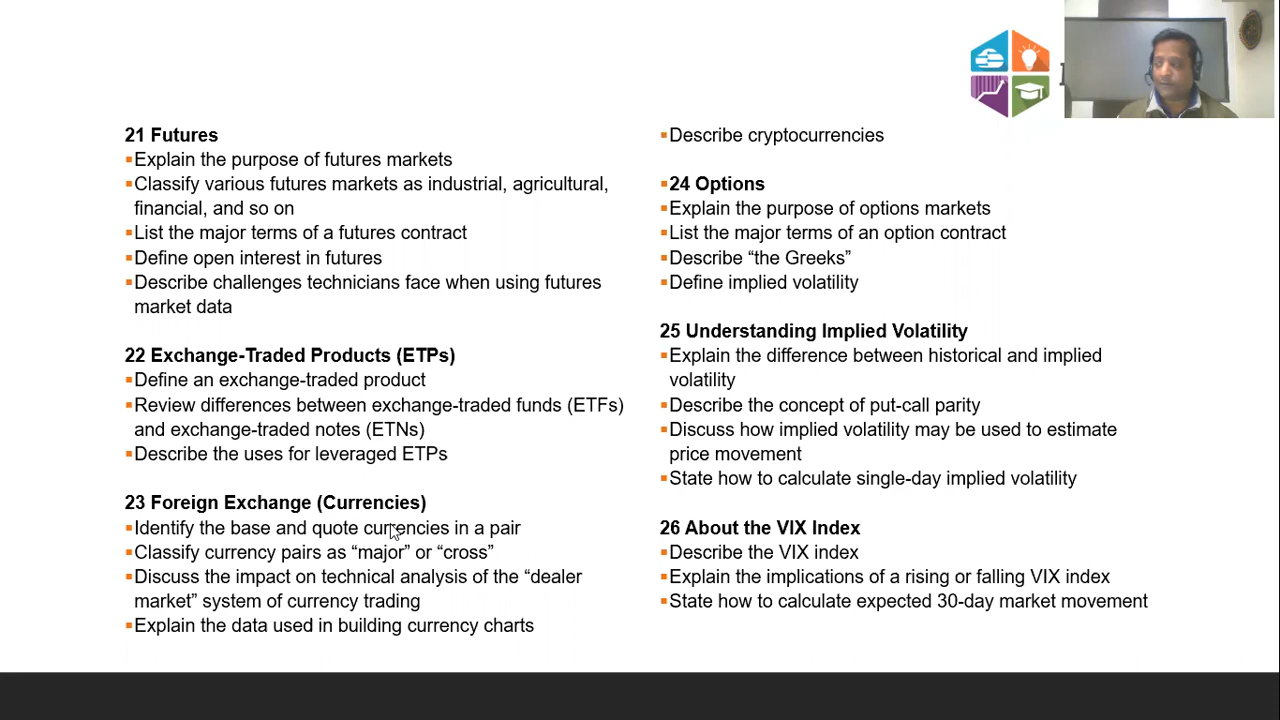 21 Futures
▪Explain the purpose of futures markets
▪Classify various futures markets as industrial, agricultural,
financial, and so on
▪List the major terms of a futures contract
▪Define open interest in futures
▪Describe challenges technicians face when using futures
market data
22 Exchange-Traded Products (ETPs)
▪Define an exchange-traded product
▪Review differences between exchange-traded funds (ETFs)
and exchange-traded notes (ETNs)
▪Describe the uses for leveraged ETPs
23 Foreign Exchange (Currencies)
▪Identify the base and quote currencies in a pair
▪Classify currency pairs as “major” or “cross”
▪Discuss the impact on technical analysis of the “dealer
market” system of currency trading
▪Explain the data used in building currency charts
▪Describe cryptocurrencies
▪24 Options
▪Explain the purpose of options markets
▪List the major terms of an option contract
▪Describe “the Greeks”
▪Define implied volatility
25 Understanding Implied Volatility
▪Explain the difference between historical and implied
volatility
▪Describe the concept of put-call parity
▪Discuss how implied volatility may be used to estimate
price movement
▪State how to calculate single-day implied volatility
26 About the VIX Index
▪Describe the VIX index
▪Explain the implications of a rising or falling VIX index
▪State how to calculate expected 30-day market movement